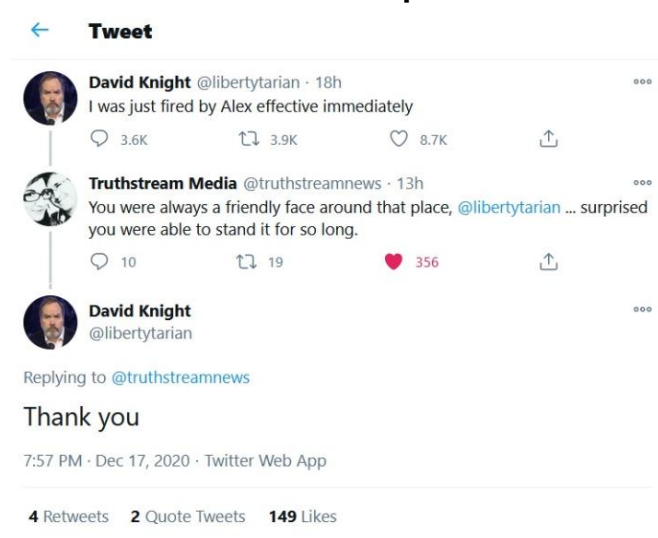 Tweet
David Knight @libertytarian · 18h
I was just fired by Alex effective immediately
3.6K 3.9K 8.7K
Truthstream Media @truthstreamnews · 13h
You were always a friendly face around that place, @libertytarian ... surprised
you were able to stand it for so long.
10 19 356
David Knight
@libertytarian
Replying to @truthstreamnews
Thank you
7:57 PM · Dec 17, 2020 · Twitter Web App
4 Retweets 2 Quote Tweets 149 Likes